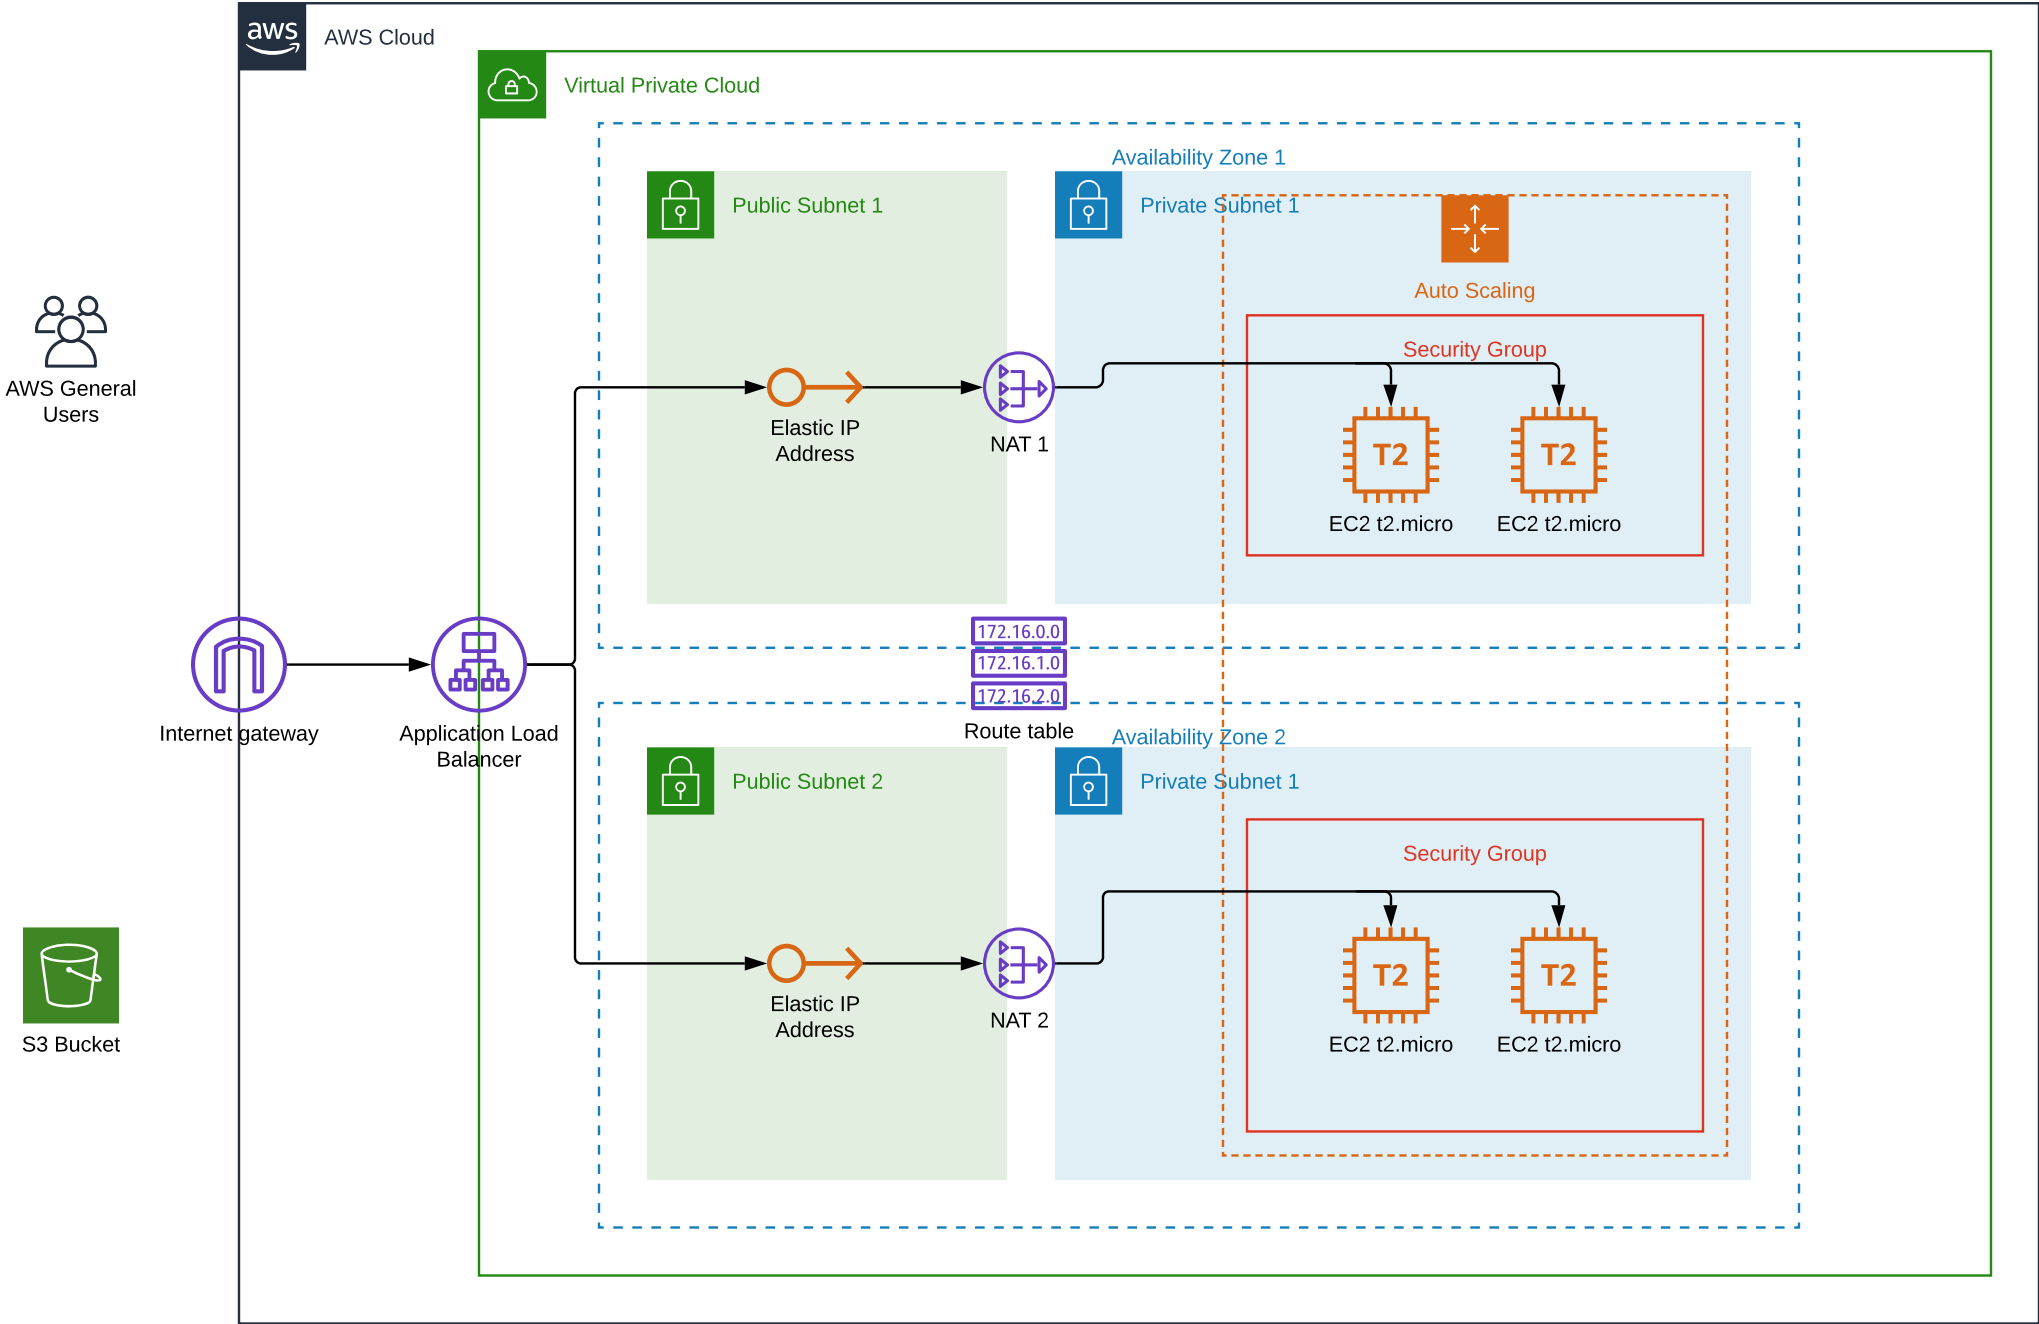 aws
AWS Cloud
Virtual Private Cloud
Availability Zone 1
Public Subnet 1
Private Subnet 1
Auto Scaling
Security Group
AWS General
Users
Elastic IP
Address
NAT 1
T2
T2
EC2 t2.micro
EC2 t2.micro
172.16.0.0
172.16.1.0
172.16.2.0
Route table
Internet gateway
Application Load
Balancer
Availability Zone 2
Public Subnet 2
Private Subnet 1
Security Group
Elastic IP
Address
NAT 2
T2
T2
EC2 t2.micro
EC2 t2.micro
S3 Bucket